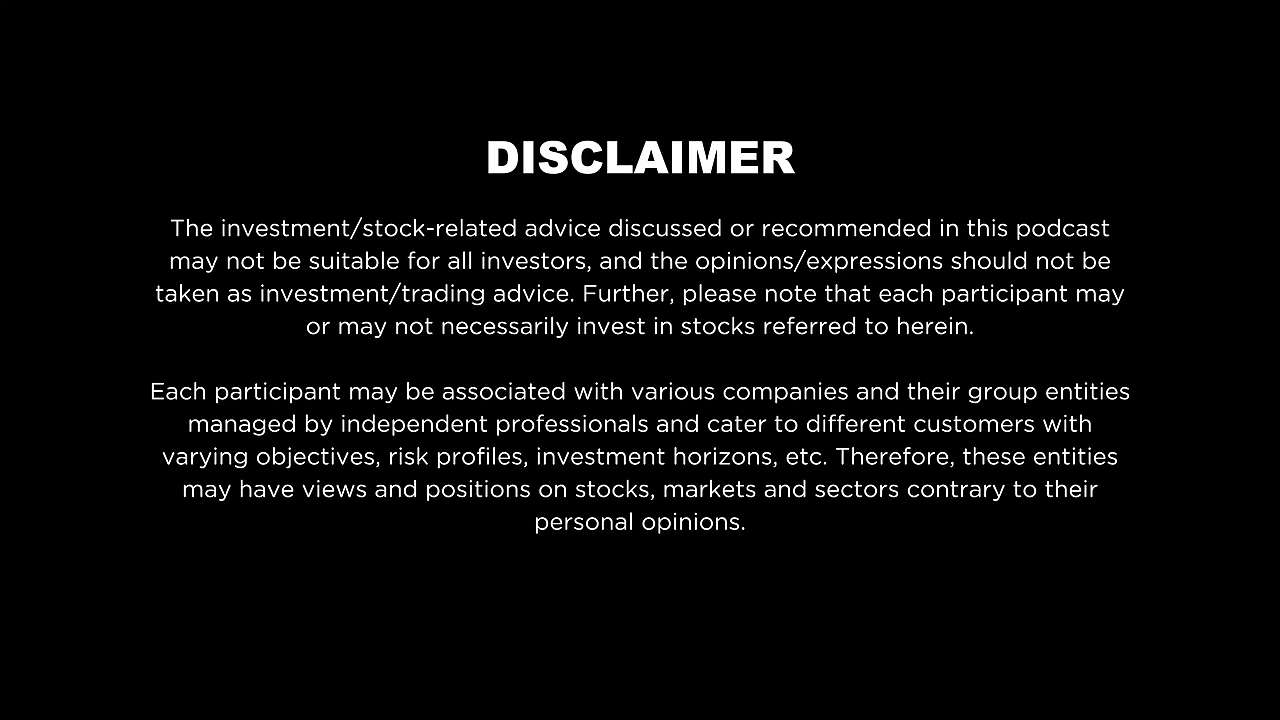 DISCLAIMER
The investment/stock-related advice discussed or recommended in this podcast
may not be suitable for all investors, and the opinions/expressions should not be
taken as investment/trading advice. Further, please note that each participant may
or may not necessarily invest in stocks referred to herein.
Each participant may be associated with various companies and their group entities
managed by independent professionals and cater to different customers with
varying objectives, risk profiles, investment horizons, etc. Therefore, these entities
may have views and positions on stocks, markets and sectors contrary to their
personal opinions.